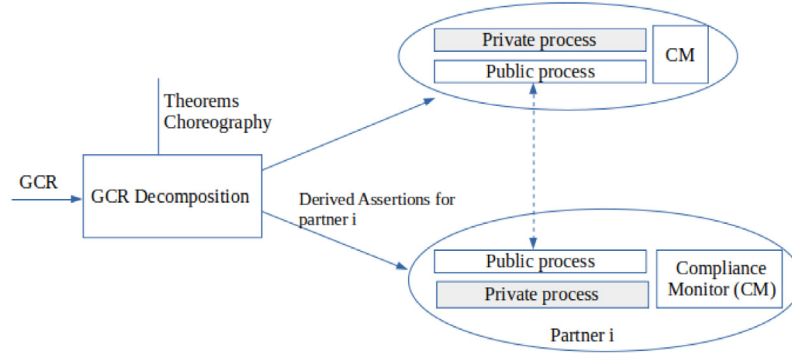 Private process
Public process
CM
Theorems
Choreography
GCR
GCR Decomposition
Derived Assertions for
partner i
Public process
Private process
Compliance
Monitor (CM)
Partner i